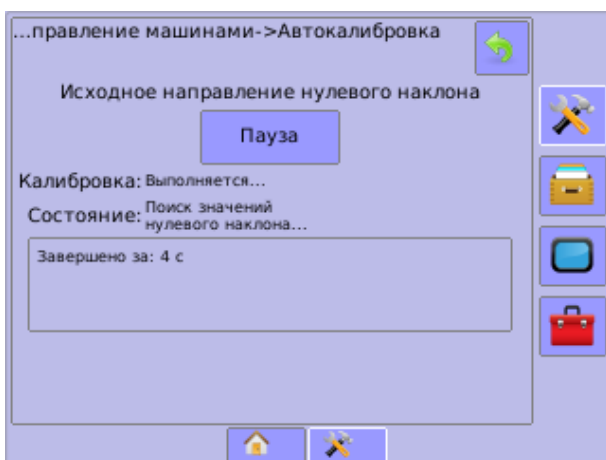 ...правление машинами->Автокалибровка
Исходное направление нулевого наклона
Пауза
Калибровка: Выполняется...
Состояние: Поиск значений
нулевого наклона...
Завершено за: 4 с